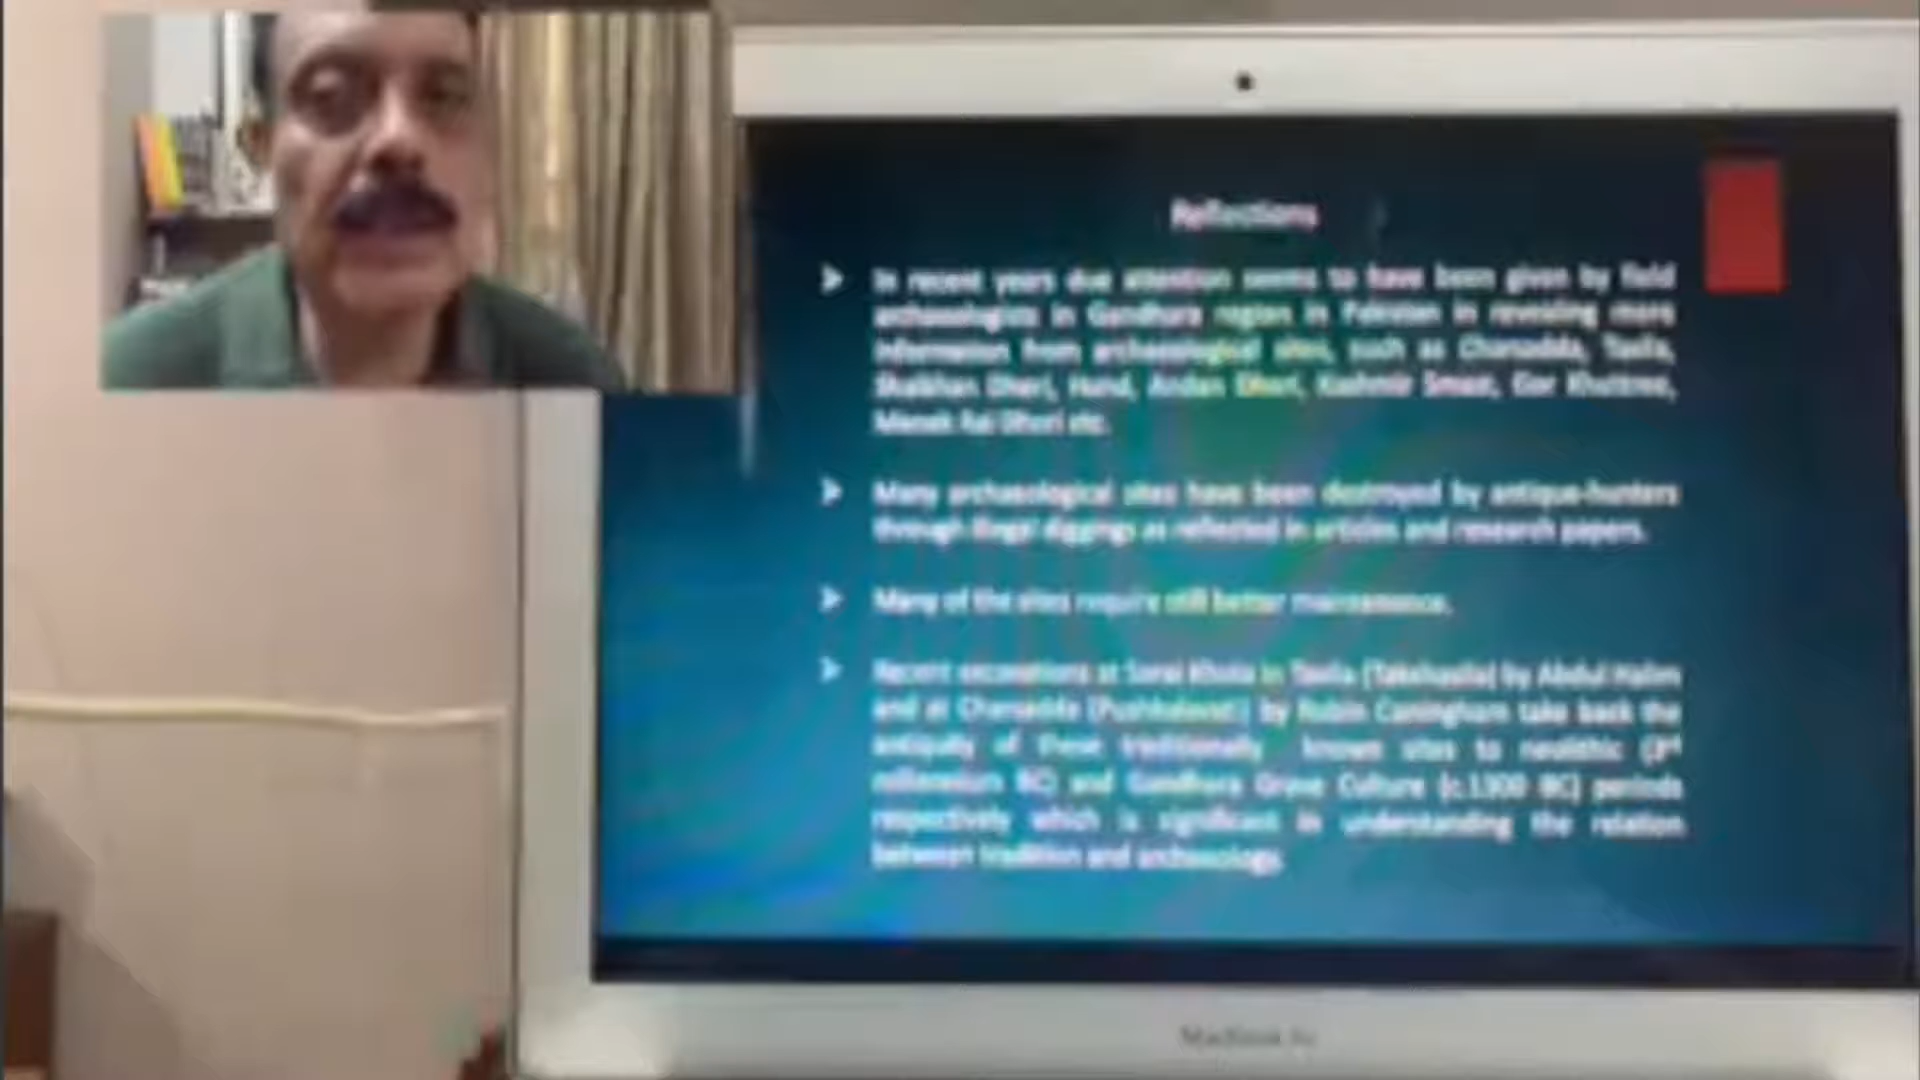 Reflections
In recent years due attention seems to have been given by field
archaeologists in Gandhara region in Pakistan in revealing more
information from archaeological sites, such as Charsadda, Taxila,
Shaikhan Dheri, Hund, Andan Dheri, Kashmir Smast, Gor Khuttree,
Dheri etc.
Many archaeological sites have been destroyed by antique-hunters
through illegal diggings as reflected in articles and research papers.
Many of the sites require still better maintenance.
Recent excavations at Sarai Khola in Taxila (Takshasila) by Abdul Halim
and at Charsadda (Pushkalavati) by Robin Coningham take back the
antiquity of these traditionally known sites to neolithic (3rd
millennium BC) and Gandhara Grave Culture (c.1300 BC) periods
respectively which is significant in understanding the relation
between tradition and archaeology.
MacBook Air